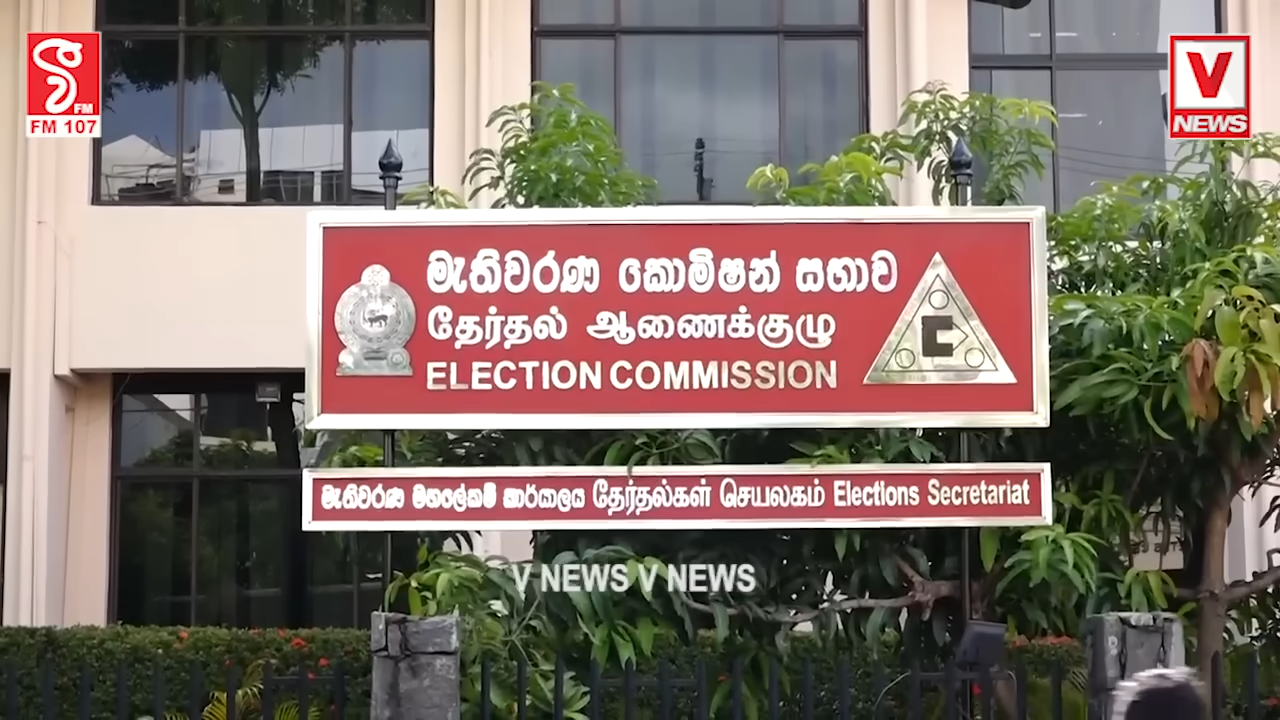 FM
FM 107
V
NEWS
මැතිවරණ කොමිෂන් සභාව
தேர்தல் ஆணைக்குழு
ELECTION COMMISSION
මැතිවරණ මහලේකම් කාර්යාලය தேர்தல்கள் செயலகம் Elections Secretariat
V NEWS V NEWS